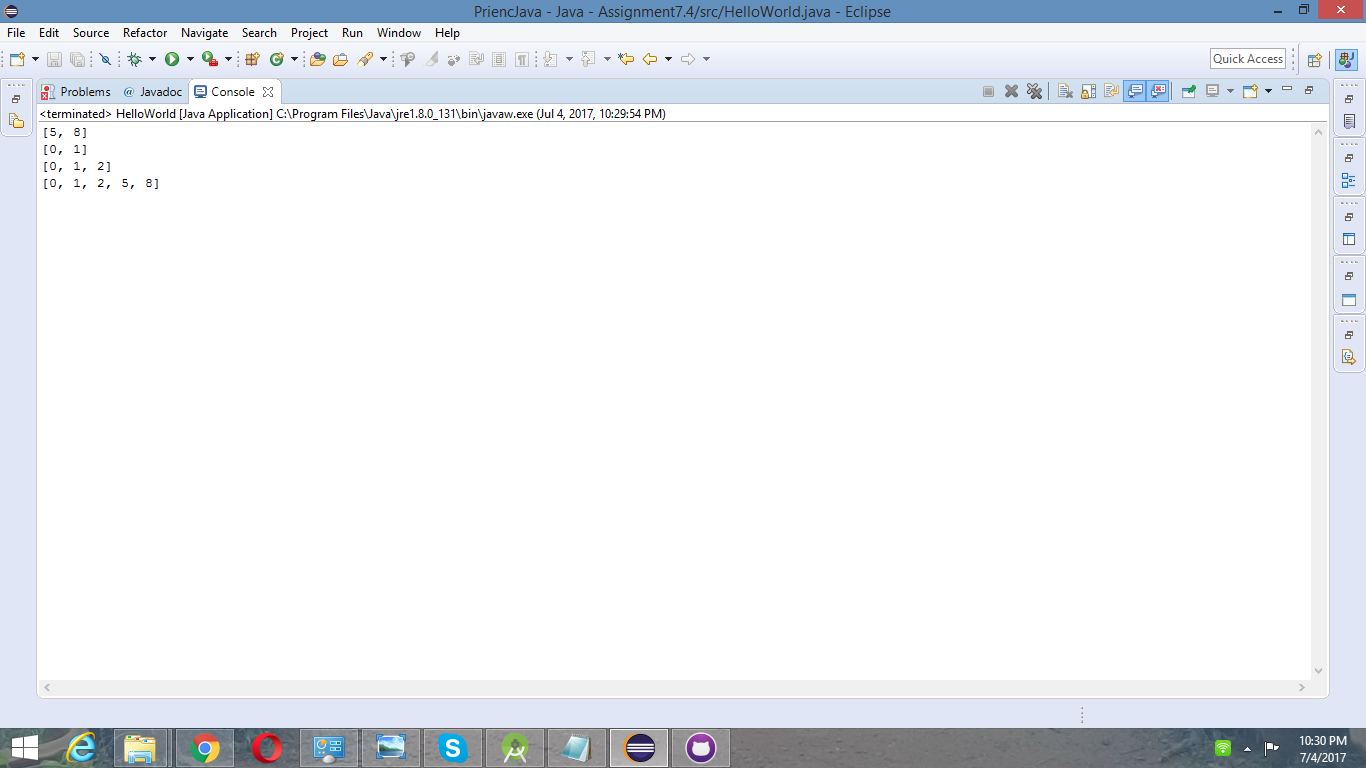 PriencJava - Java - Assignment7.4/src/HelloWorld.java - Eclipse
File Edit Source Refactor Navigate Search Project Run Window Help
Quick Access
Problems @ Javadoc Console
<terminated> HelloWorld [Java Application] C:\Program Files\Java\jre1.8.0_131\bin\javaw.exe (Jul 4, 2017, 10:29:54 PM)
[5, 8]
[0, 1]
[0, 1, 2]
[0, 1, 2, 5, 8]
10:30 PM
7/4/2017